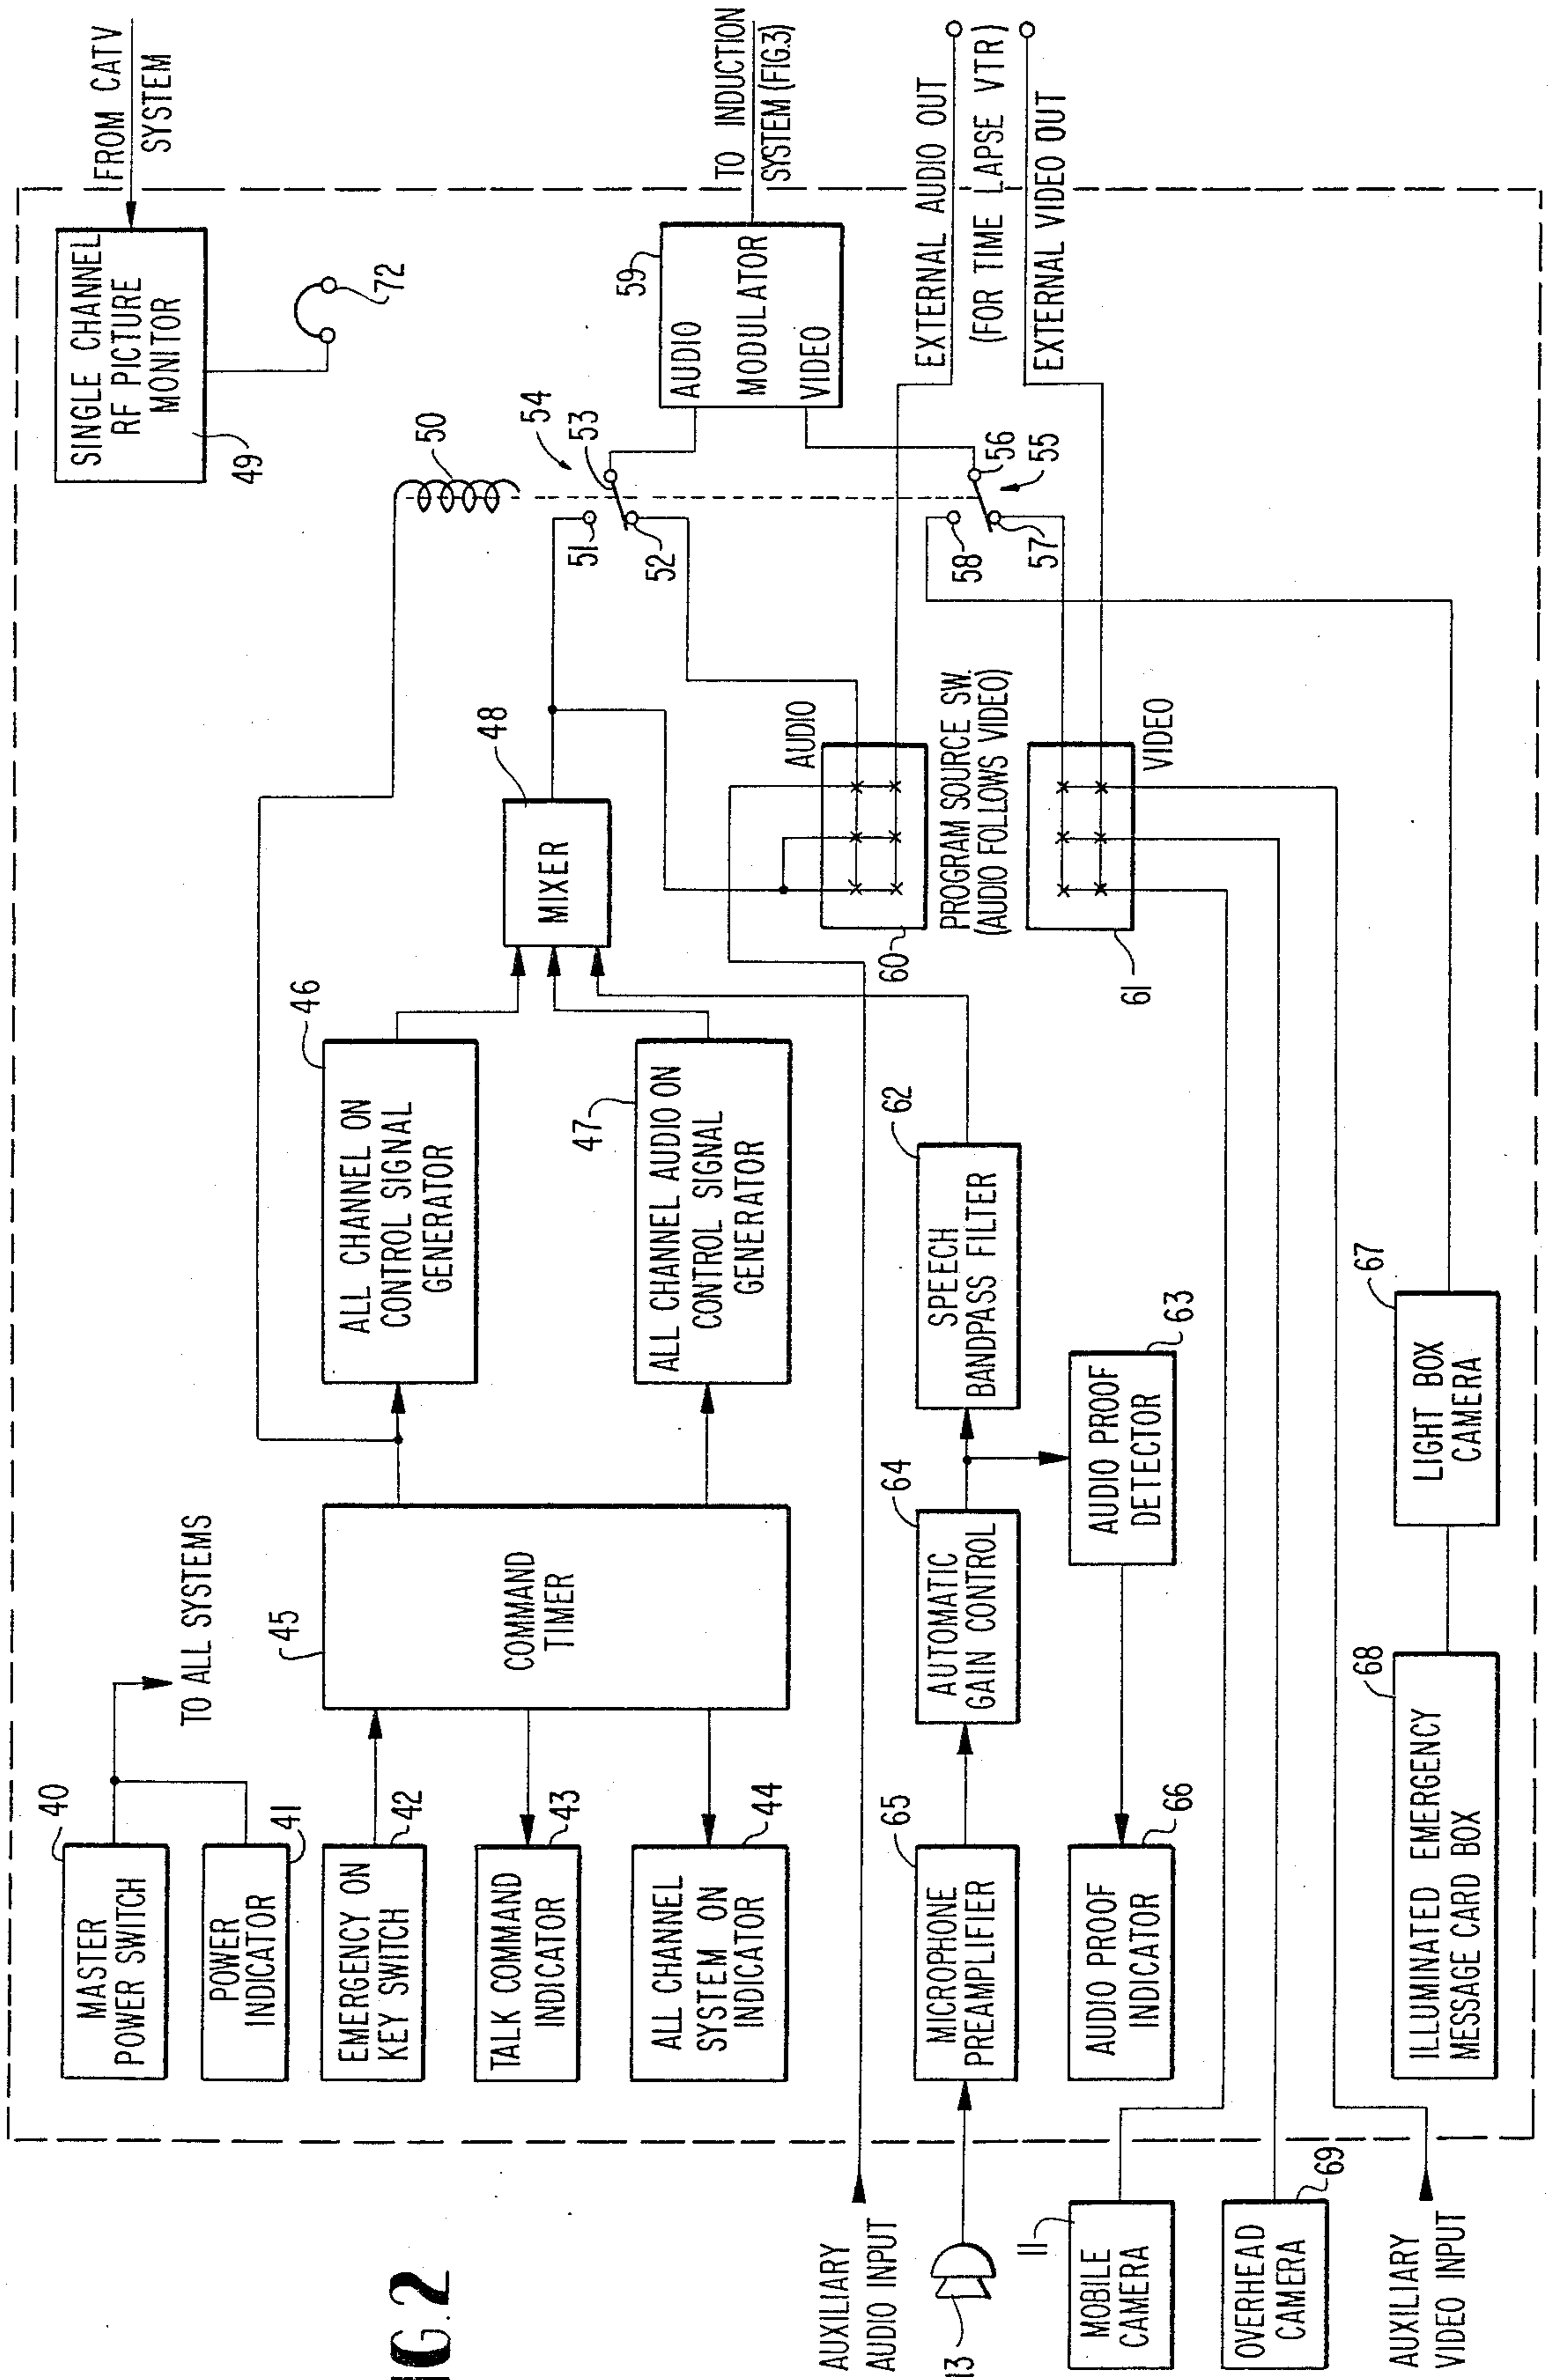 FROM CATV
SYSTEM
SINGLE CHANNEL
RF PICTURE
MONITOR
49
72
TO INDUCTION
SYSTEM (FIG.3)
59
AUDIO
MODULATOR
VIDEO
EXTERNAL AUDIO OUT
(FOR TIME LAPSE VTR)
EXTERNAL VIDEO OUT
50
54
53
51
52
56
55
58
57
48
MIXER
AUDIO
60
PROGRAM SOURCE SW.
(AUDIO FOLLOWS VIDEO)
VIDEO
61
46
ALL CHANNEL ON
CONTROL SIGNAL
GENERATOR
47
ALL CHANNEL AUDIO ON
CONTROL SIGNAL
GENERATOR
62
SPEECH
BANDPASS FILTER
63
AUDIO PROOF
DETECTOR
67
LIGHT BOX
CAMERA
TO ALL SYSTEMS
45
COMMAND
TIMER
64
AUTOMATIC
GAIN CONTROL
40
MASTER
POWER SWITCH
41
POWER
INDICATOR
42
EMERGENCY ON
KEY SWITCH
43
TALK COMMAND
INDICATOR
44
ALL CHANNEL
SYSTEM ON
INDICATOR
65
MICROPHONE
PREAMPLIFIER
66
AUDIO PROOF
INDICATOR
68
ILLUMINATED EMERGENCY
MESSAGE CARD BOX
AUXILIARY
AUDIO INPUT
13
11
MOBILE
CAMERA
69
OVERHEAD
CAMERA
AUXILIARY
VIDEO INPUT
IG.2